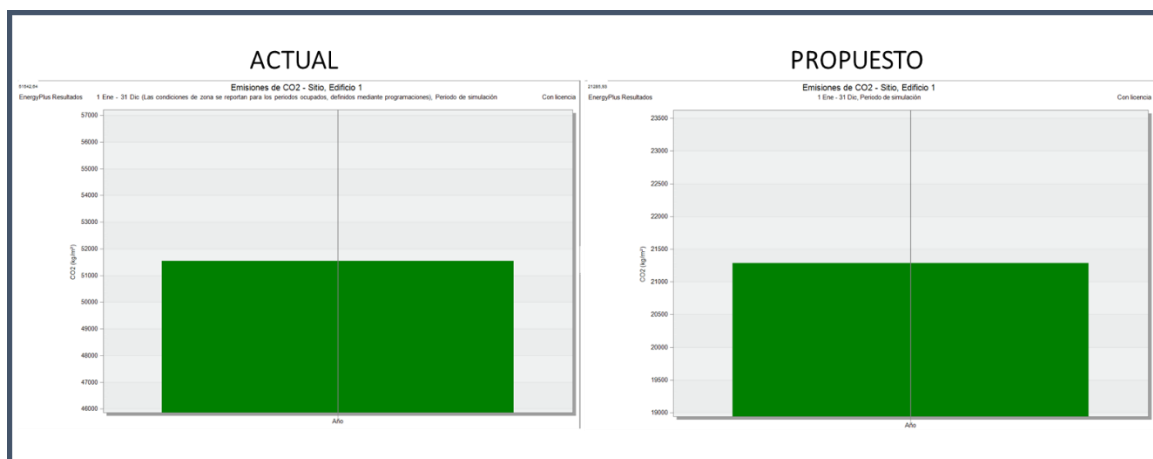 ACTUAL
51542,64
Emisiones de CO2 - Sitio, Edificio 1
EnergyPlus Resultados
1 Ene - 31 Dic (Las condiciones de zona se reportan para los periodos ocupados, definidos mediante programaciones), Periodo de simulación
Con licencia
57000
56000
55000
54000
53000
52000
51000
50000
49000
48000
47000
46000
CO2 (kg/m²)
Año
PROPUESTO
Emisiones de CO2 - Sitio, Edificio 1
EnergyPlus Resultados
1 Ene - 31 Dic, Periodo de simulación
Con licencia
23500
23000
22500
22000
21500
21000
20500
20000
19500
19000
CO2 (kg/m²)
Año